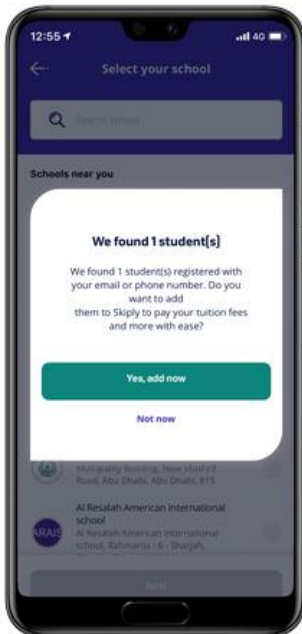 12:55
4G
Select your school
Search school
Schools near you
We found 1 student(s)
We found 1 student(s) registered with
your email or phone number. Do you
want to add
them to Skiply to pay your tuition fees
and more with ease?
Yes, add now
Not now
Municipality Building, New Mushrif
Road, Abu Dhabi, Abu Dhabi, 815
ARAIS
Al Resalah American International
school
Al Resalah American International
school, Rahmania - 6 - Sharjah,
Next